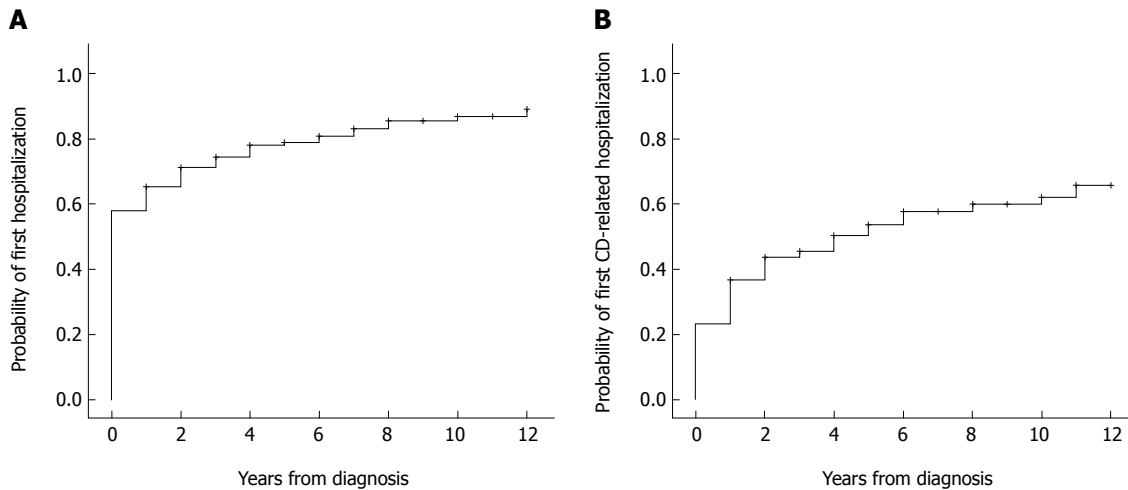 A
Probability of first hospitalization
1.0
0.8
0.6
0.4
0.2
0.0
0 2 4 6 8 10 12
Years from diagnosis
B
Probability of first CD-related hospitalization
1.0
0.8
0.6
0.4
0.2
0.0
0 2 4 6 8 10 12
Years from diagnosis